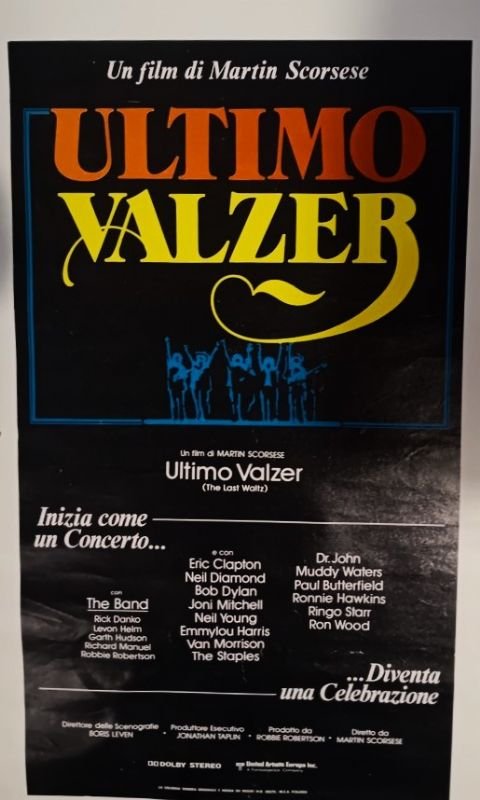 Un film di Martin Scorsese
ULTIMO
VALZER
Un film di MARTIN SCORSESE
Ultimo Valzer
(The Last Waltz)
Inizia come
un Concerto...
con
The Band
Rick Danko
Levon Helm
Garth Hudson
Richard Manuel
Robbie Robertson
e con
Eric Clapton
Neil Diamond
Bob Dylan
Joni Mitchell
Neil Young
Emmylou Harris
Van Morrison
The Staples
Dr. John
Muddy Waters
Paul Butterfield
Ronnie Hawkins
Ringo Starr
Ron Wood
...Diventa
una Celebrazione
Direttore delle Scenografie
BORIS LEVEN
Produttore Esecutivo
JONATHAN TAPLIN
Prodotto da
ROBBIE ROBERTSON
Diretto da
MARTIN SCORSESE
DOLBY STEREO
United Artists Europa Inc.
A Transamerica Company